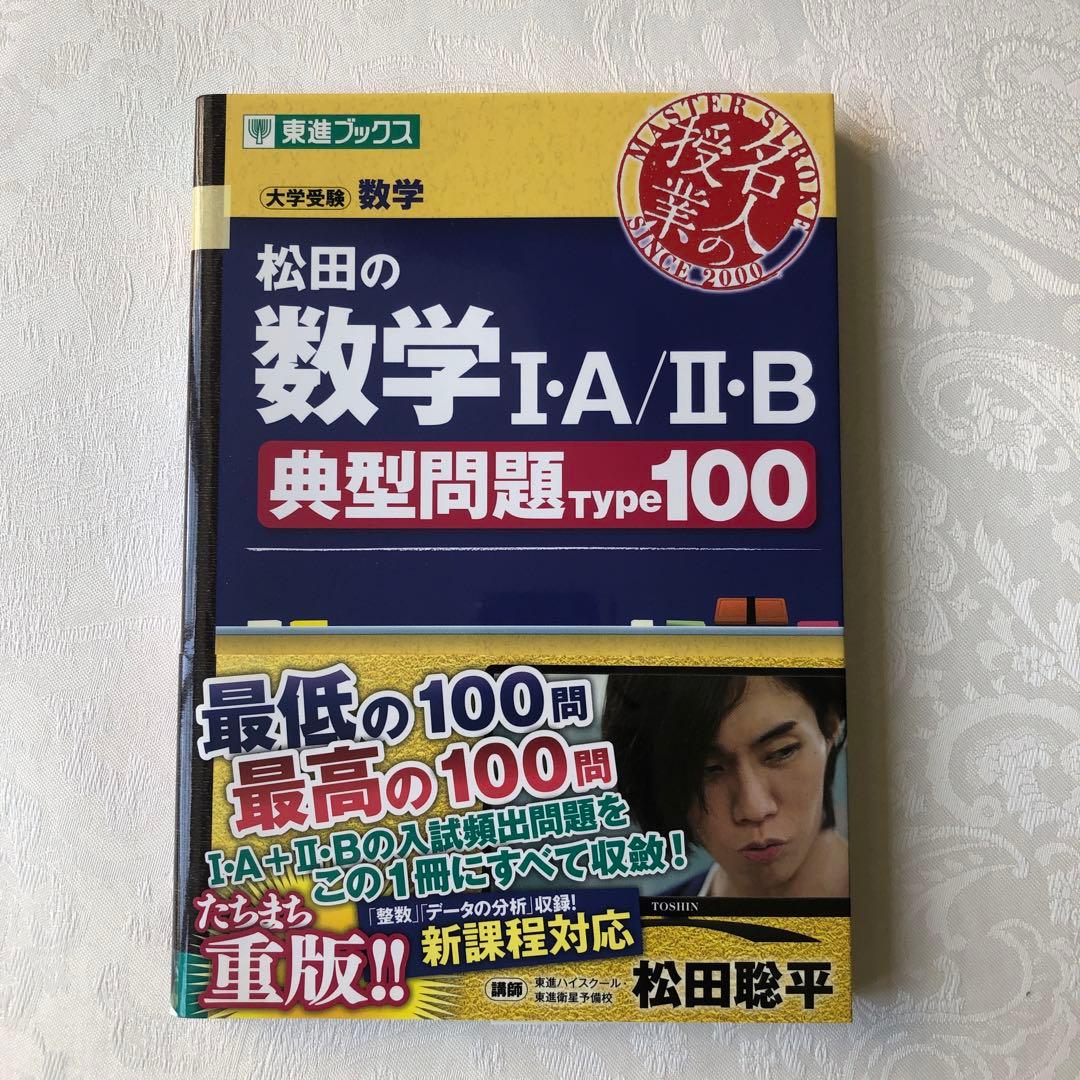 東進ブックス
大学受験 数学
MASTER STROKE
名人の
授業
SINCE 2000
松田の
数学I・A/II・B
典型問題Type100
最低の100問
最高の100問
I・A+II・Bの入試頻出問題を
この1冊にすべて収斂!
TOSHIN
たちまち
重版!!
「整数」「データの分析」収録!
新課程対応
講師 東進ハイスクール・
東進衛星予備校
松田聡平